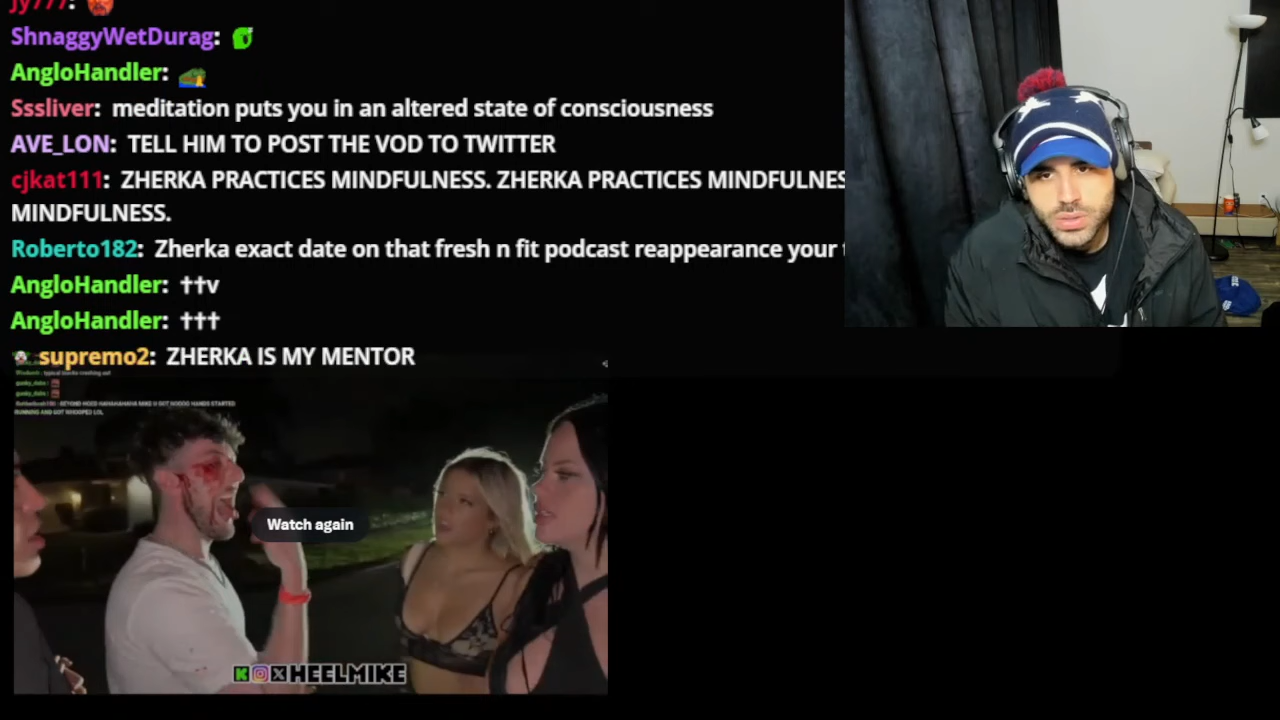 jy777:
ShnaggyWetDurag:
AngloHandler:
Sssliver: meditation puts you in an altered state of consciousness
AVE_LON: TELL HIM TO POST THE VOD TO TWITTER
cjkat111: ZHERKA PRACTICES MINDFULNESS. ZHERKA PRACTICES MINDFULNES
MINDFULNESS.
Roberto182: Zherka exact date on that fresh n fit podcast reappearance your
AngloHandler: ††v
AngloHandler: †††
supremo2: ZHERKA IS MY MENTOR
Watch again
HEELMIKE